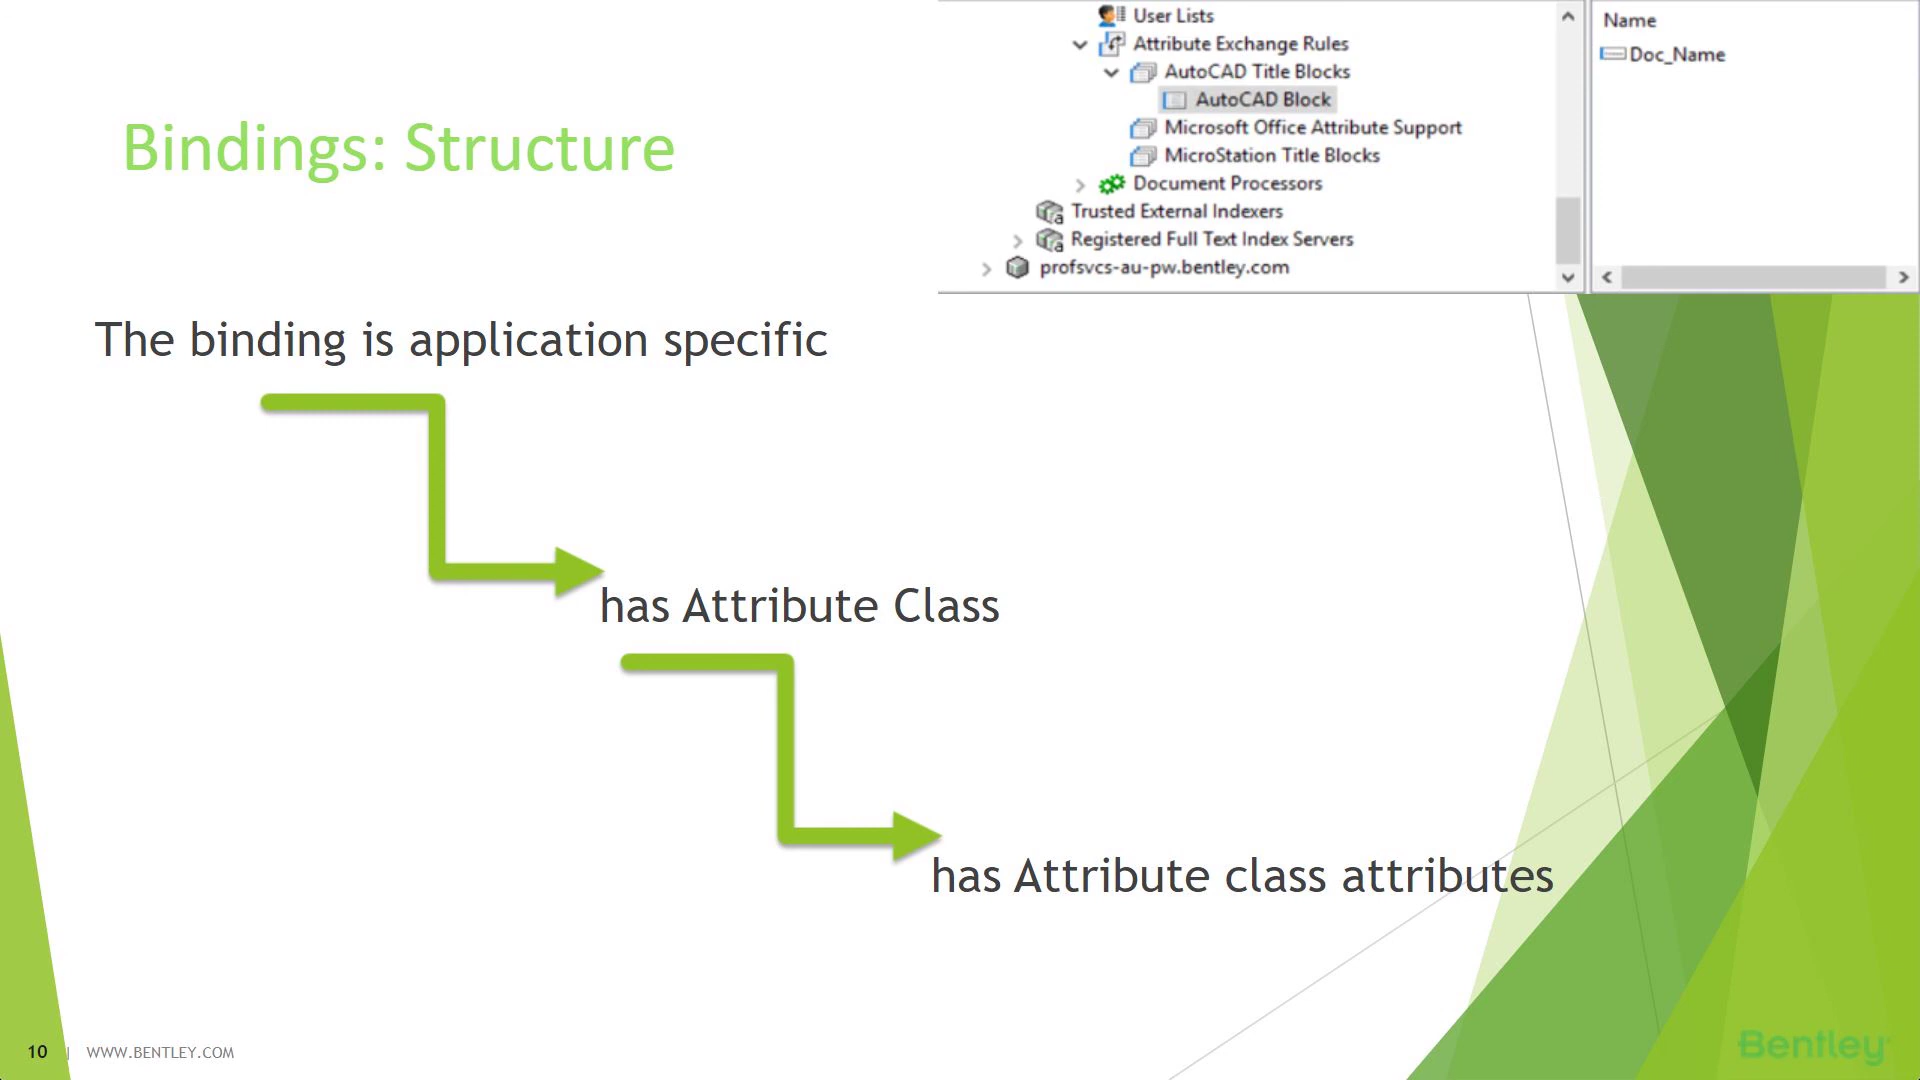 User Lists
Attribute Exchange Rules
AutoCAD Title Blocks
AutoCAD Block
Microsoft Office Attribute Support
MicroStation Title Blocks
Document Processors
Trusted External Indexers
Registered Full Text Index Servers
profsvcs-au-pw.bentley.com
Name
Doc_Name
Bindings: Structure
The binding is application specific
has Attribute Class
has Attribute class attributes
10 | WWW.BENTLEY.COM
Bentley